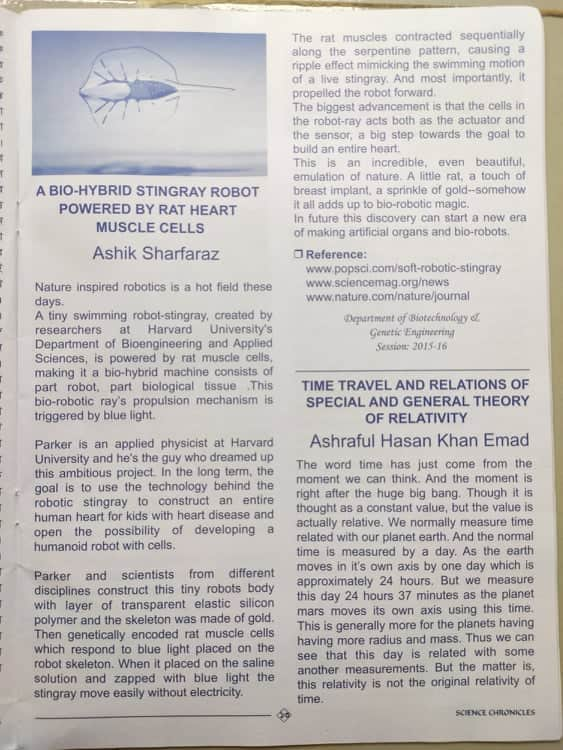 A BIO-HYBRID STINGRAY ROBOT
POWERED BY RAT HEART
MUSCLE CELLS
Ashik Sharfaraz
Nature inspired robotics is a hot field these
days.
A tiny swimming robot-stingray, created by
researchers at Harvard University's
Department of Bioengineering and Applied
Sciences, is powered by rat muscle cells,
making it a bio-hybrid machine consists of
part robot, part biological tissue .This
bio-robotic ray's propulsion mechanism is
triggered by blue light.
Parker is an applied physicist at Harvard
University and he's the guy who dreamed up
this ambitious project. In the long term, the
goal is to use the technology behind the
robotic stingray to construct an entire
human heart for kids with heart disease and
open the possibility of developing a
humanoid robot with cells.
Parker and scientists from different
disciplines construct this tiny robots body
with layer of transparent elastic silicon
polymer and the skeleton was made of gold.
Then genetically encoded rat muscle cells
which respond to blue light placed on the
robot skeleton. When it placed on the saline
solution and zapped with blue light the
stingray move easily without electricity.
The rat muscles contracted sequentially
along the serpentine pattern, causing a
ripple effect mimicking the swimming motion
of a live stingray. And most importantly, it
propelled the robot forward.
The biggest advancement is that the cells in
the robot-ray acts both as the actuator and
the sensor, a big step towards the goal to
build an entire heart.
This is an incredible, even beautiful,
emulation of nature. A little rat, a touch of
breast implant, a sprinkle of gold--somehow
it all adds up to bio-robotic magic.
In future this discovery can start a new era
of making artificial organs and bio-robots.
❒ Reference:
www.popsci.com/soft-robotic-stingray
www.sciencemag.org/news
www.nature.com/nature/journal
Department of Biotechnology &
Genetic Engineering
Session: 2015-16
TIME TRAVEL AND RELATIONS OF
SPECIAL AND GENERAL THEORY
OF RELATIVITY
Ashraful Hasan Khan Emad
The word time has just come from the
moment we can think. And the moment is
right after the huge big bang. Though it is
thought as a constant value, but the value is
actually relative. We normally measure time
related with our planet earth. And the normal
time is measured by a day. As the earth
moves in it's own axis by one day which is
approximately 24 hours. But we measure
this day 24 hours 37 minutes as the planet
mars moves its own axis using this time.
This is generally more for the planets having
having more radius and mass. Thus we can
see that this day is related with some
another measurements. But the matter is,
this relativity is not the original relativity of
time.
SCIENCE CHRONICLES